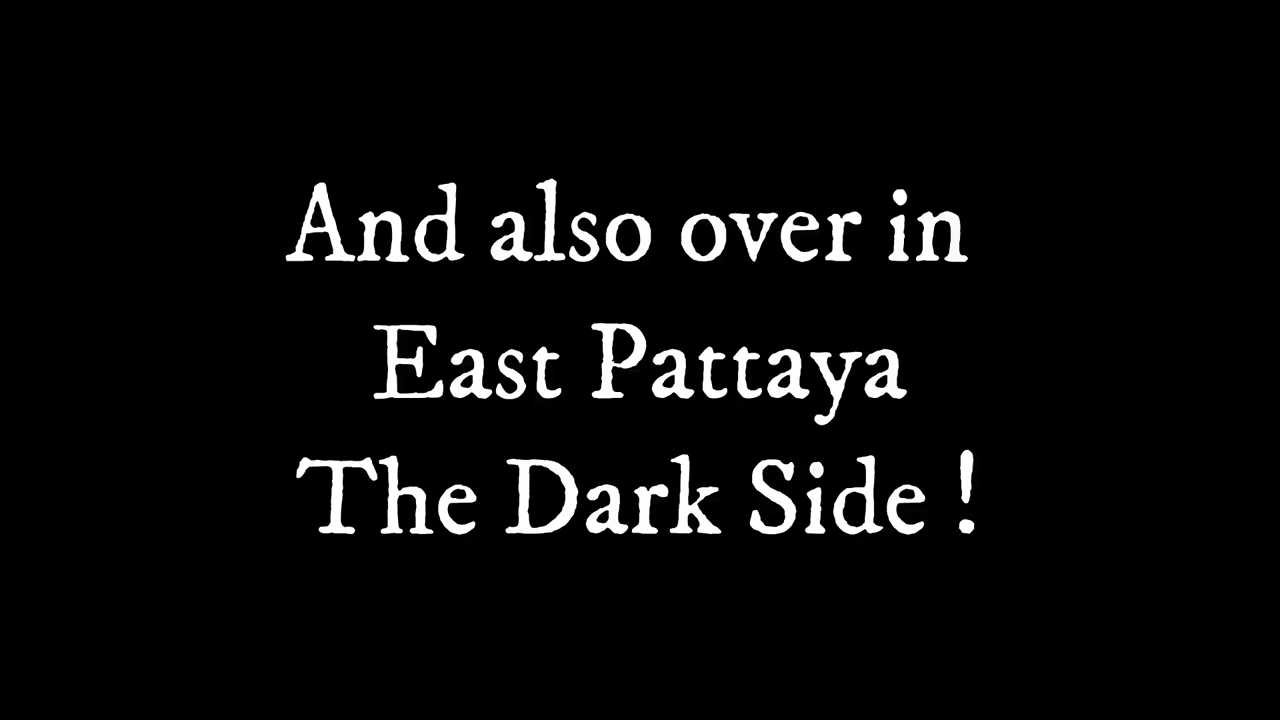 And also over in
East Pattaya
The Dark Side !